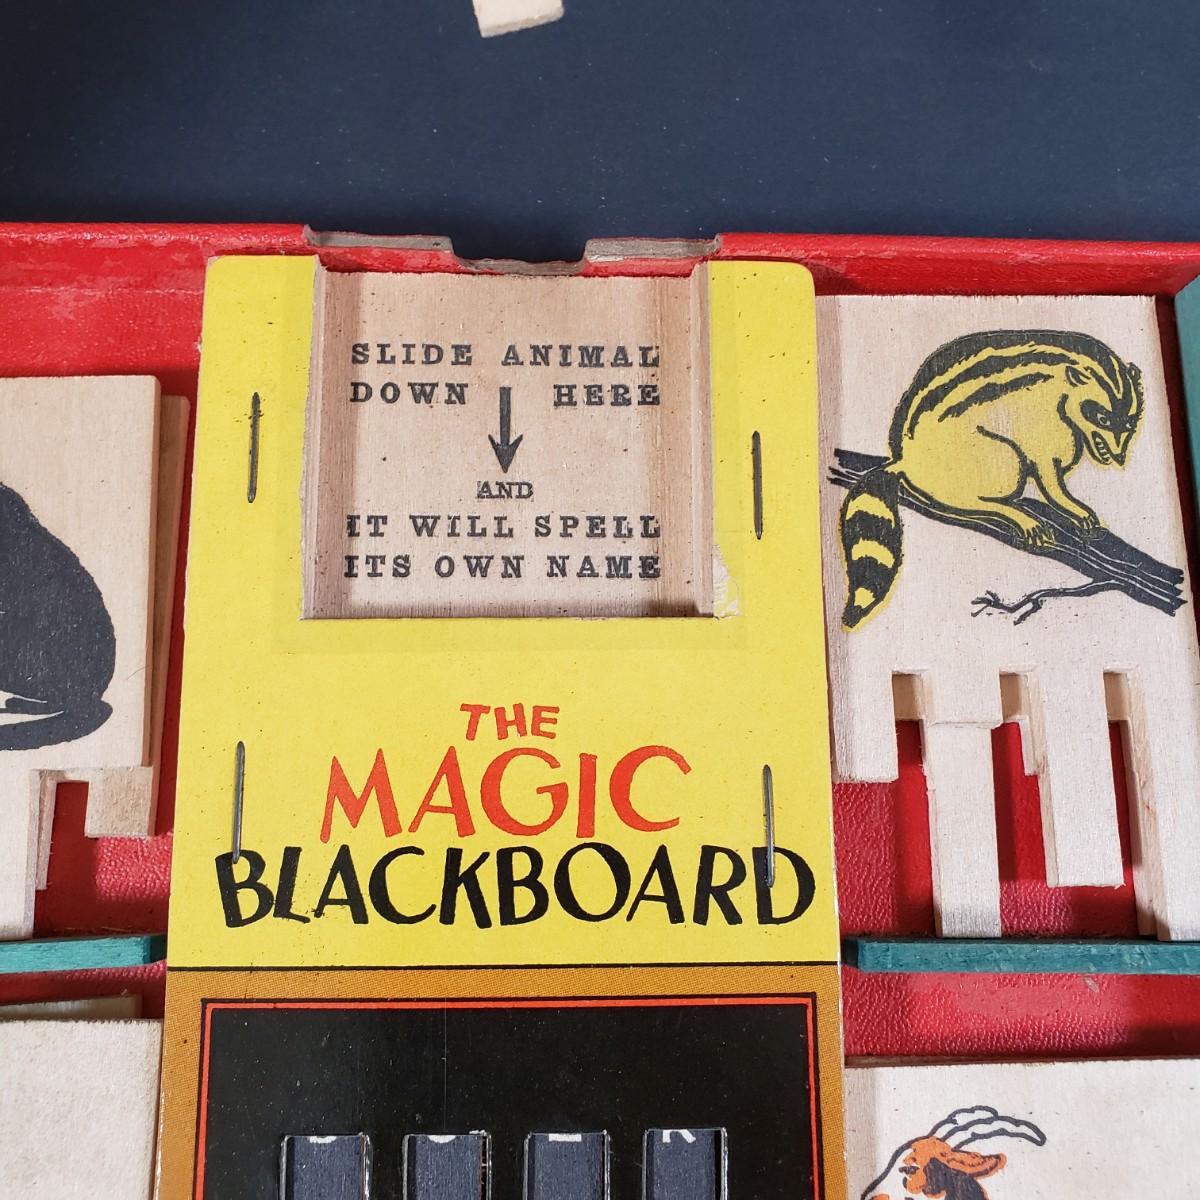 SLIDE ANIMAL
DOWN HERE
AND
IT WILL SPELL
ITS OWN NAME
THE
MAGIC
BLACKBOARD